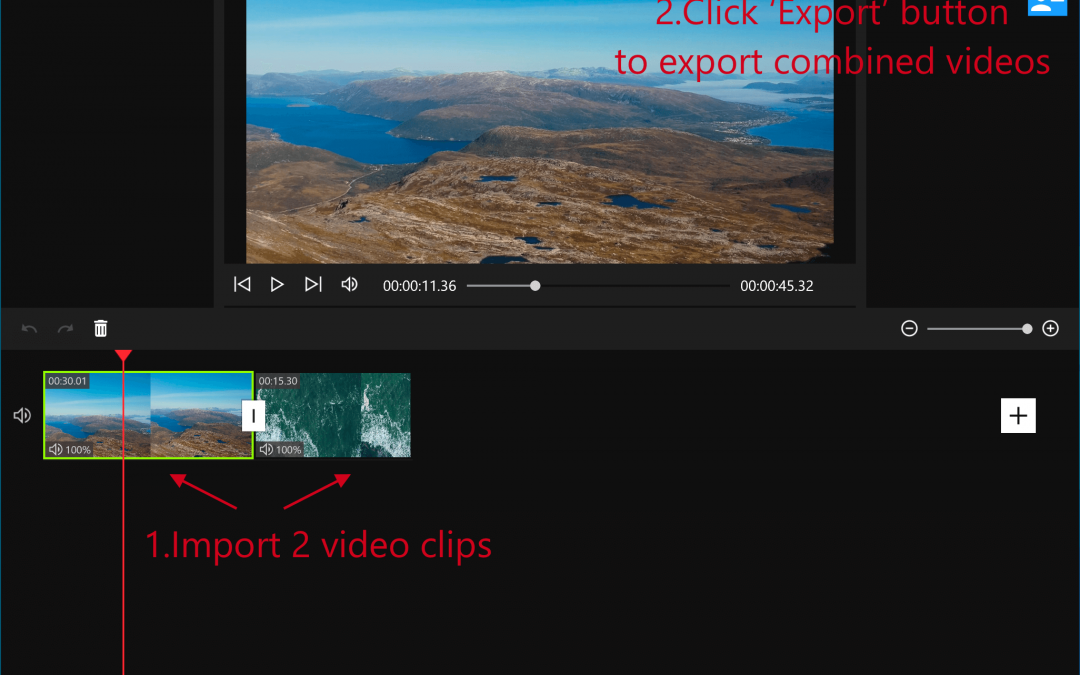 2.Click ‘Export’ button
to export combined videos
00:00:11.36
00:00:45.32
00:30.01
00:15.30
100%
100%
1.Import 2 video clips